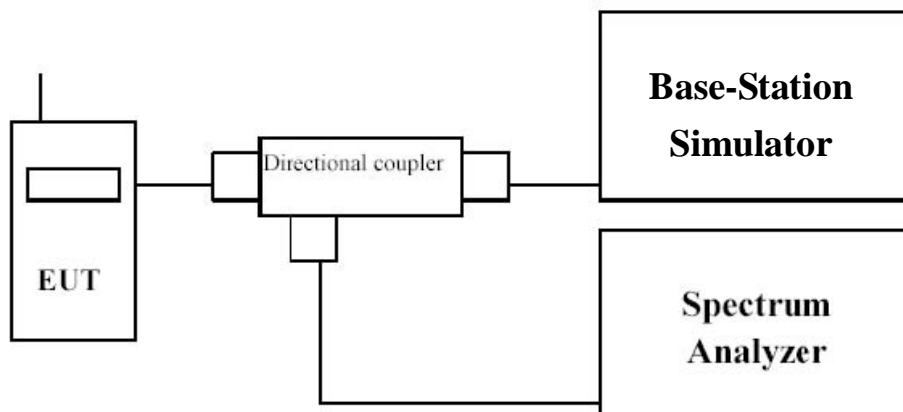 Base-Station
Simulator
Directional coupler
EUT
Spectrum
Analyzer